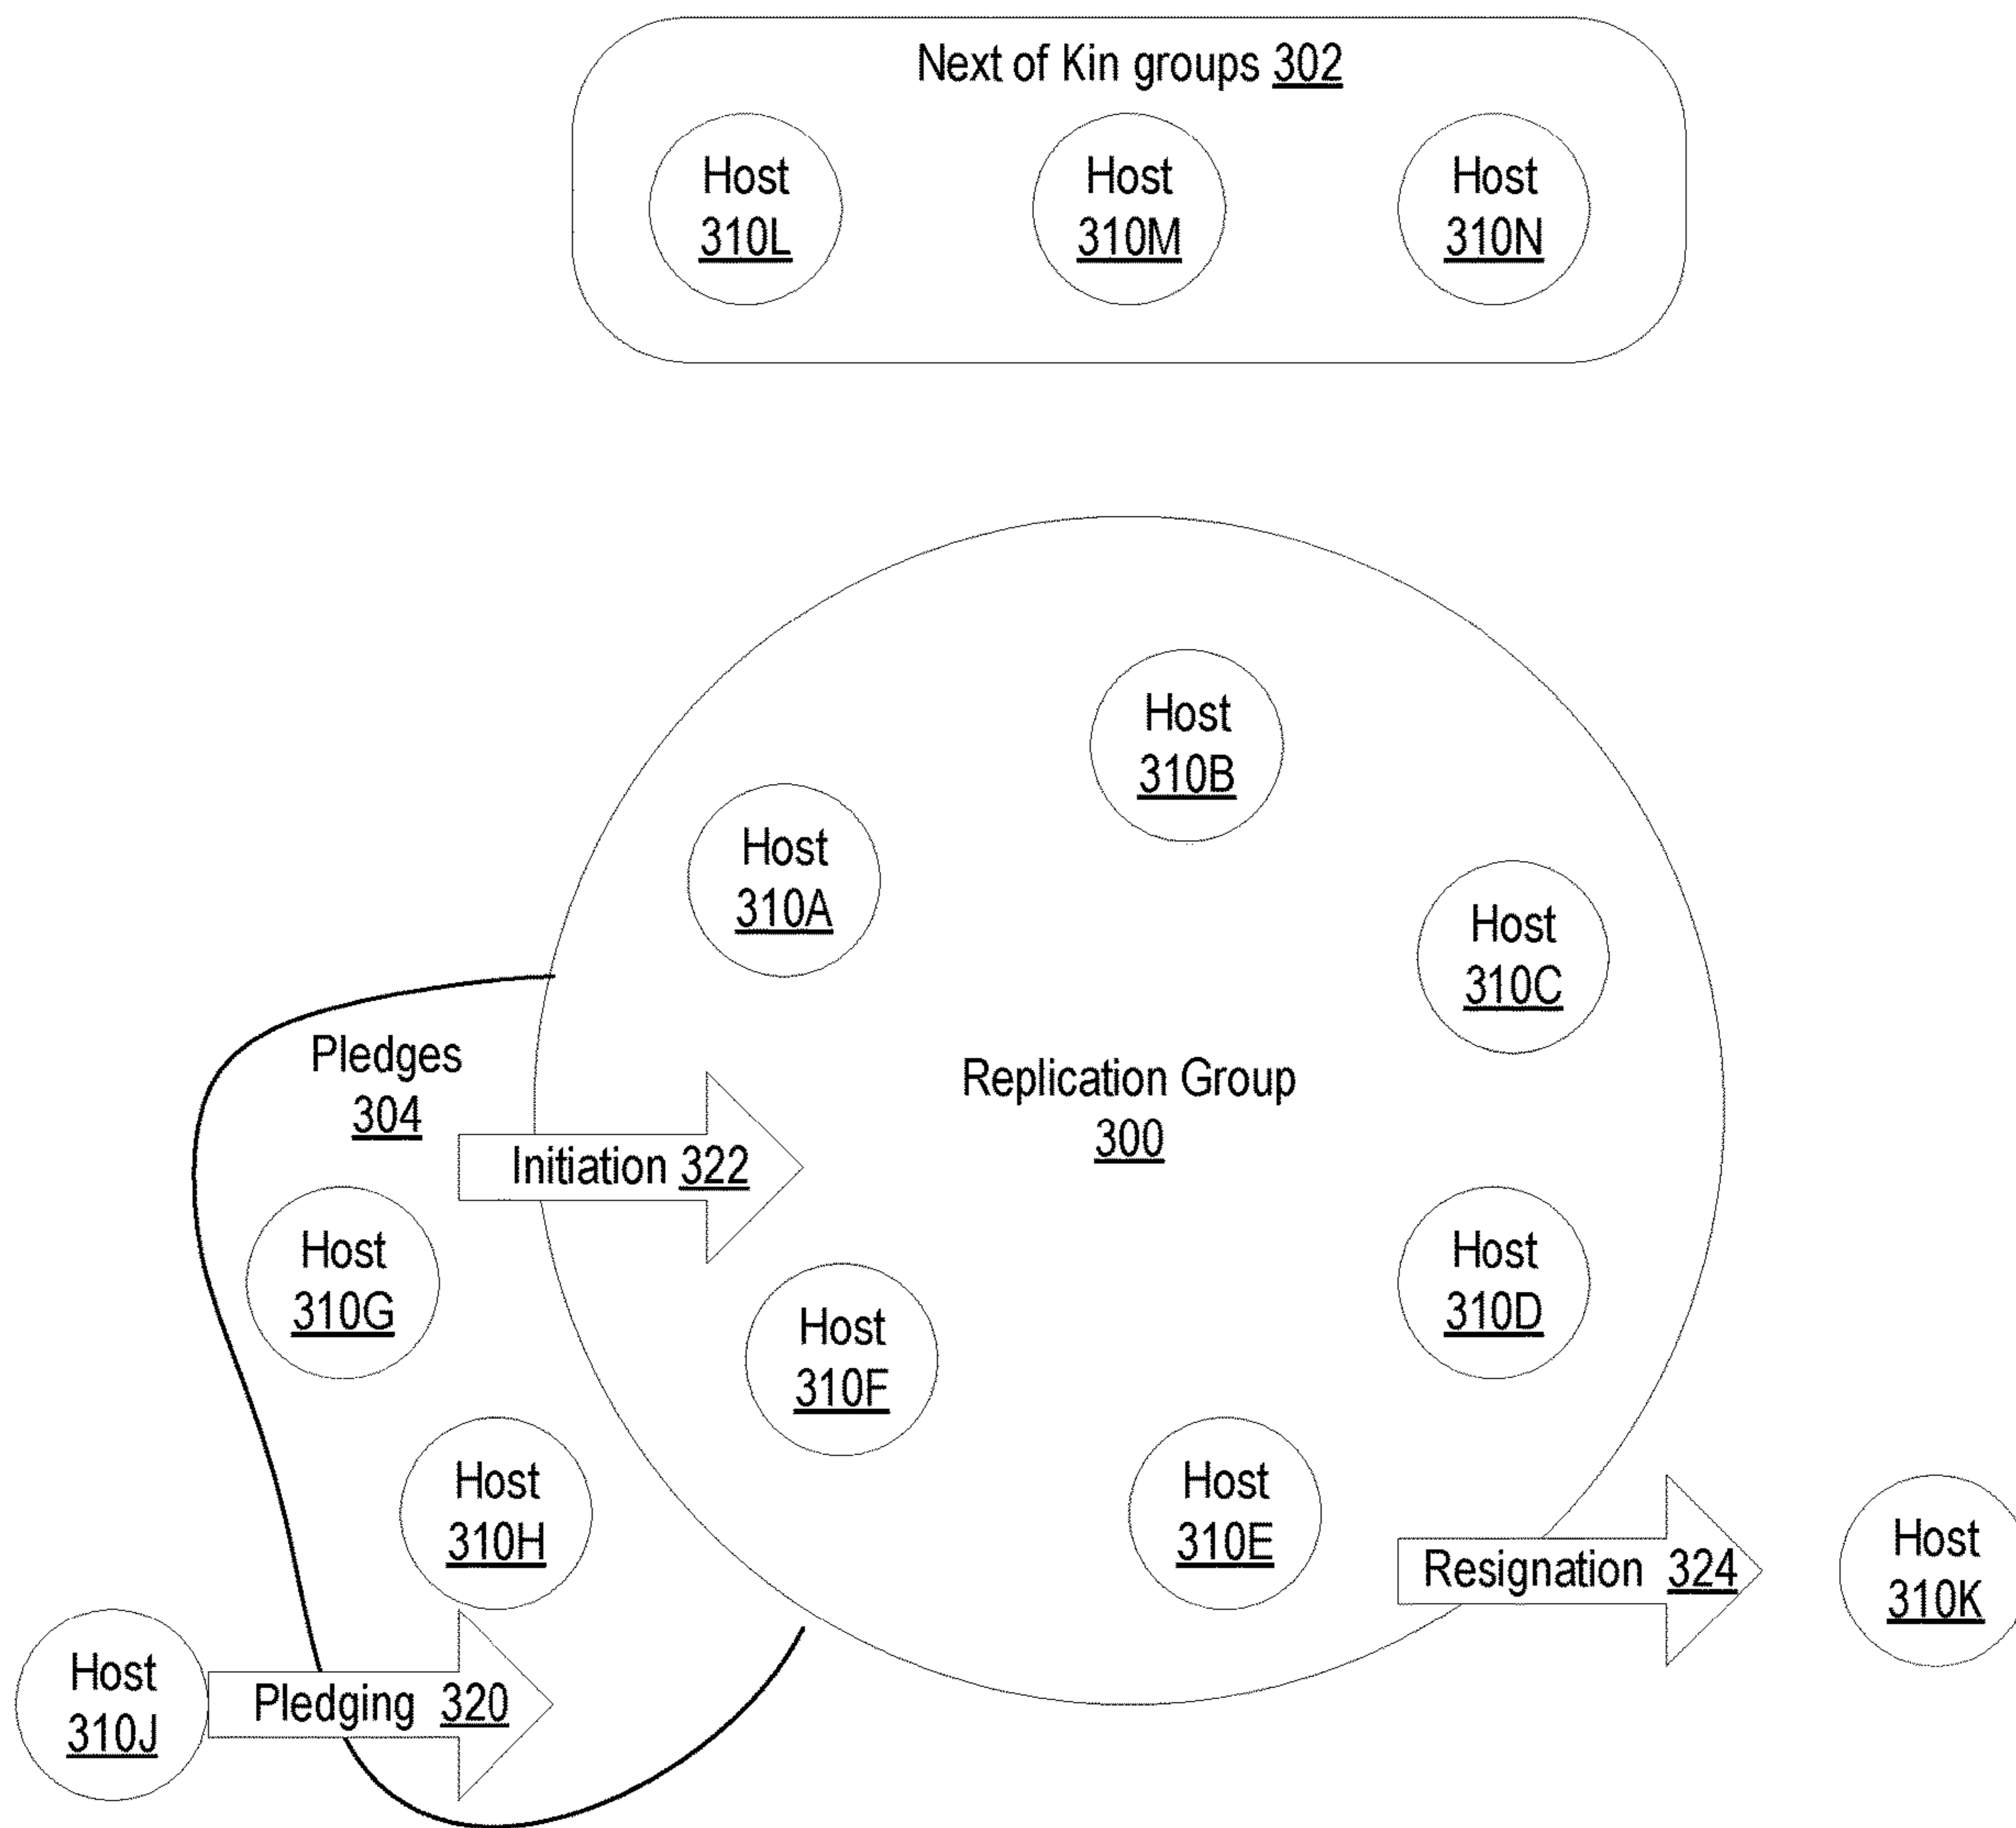 Next of Kin groups 302
Host
310L
Host
310M
Host
310N
Host
310B
Host
310A
Host
310C
Pledges
304
Replication Group
300
Initiation 322
Host
310G
Host
310D
Host
310F
Host
310H
Host
310E
Resignation 324
Host
310K
Host
310J
Pledging 320